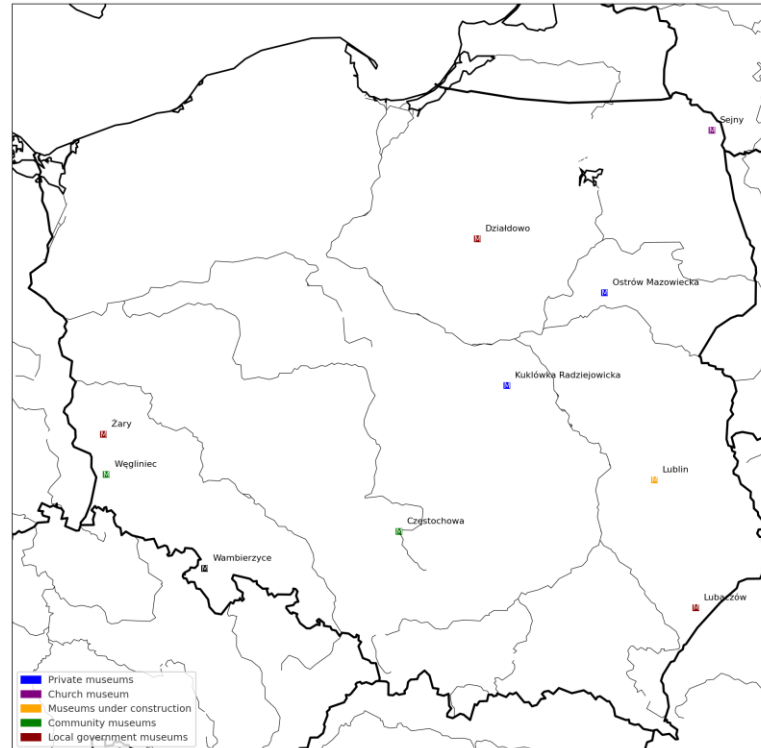 Sejny
M
Działdowo
M
Ostrów Mazowiecka
M
Kuklówka Radziejowicka
M
Żary
M
Węgliniec
M
Lublin
M
Częstochowa
M
Wambierzyce
M
Lubaczów
M
Private museums
Church museum
Museums under construction
Community museums
Local government museums